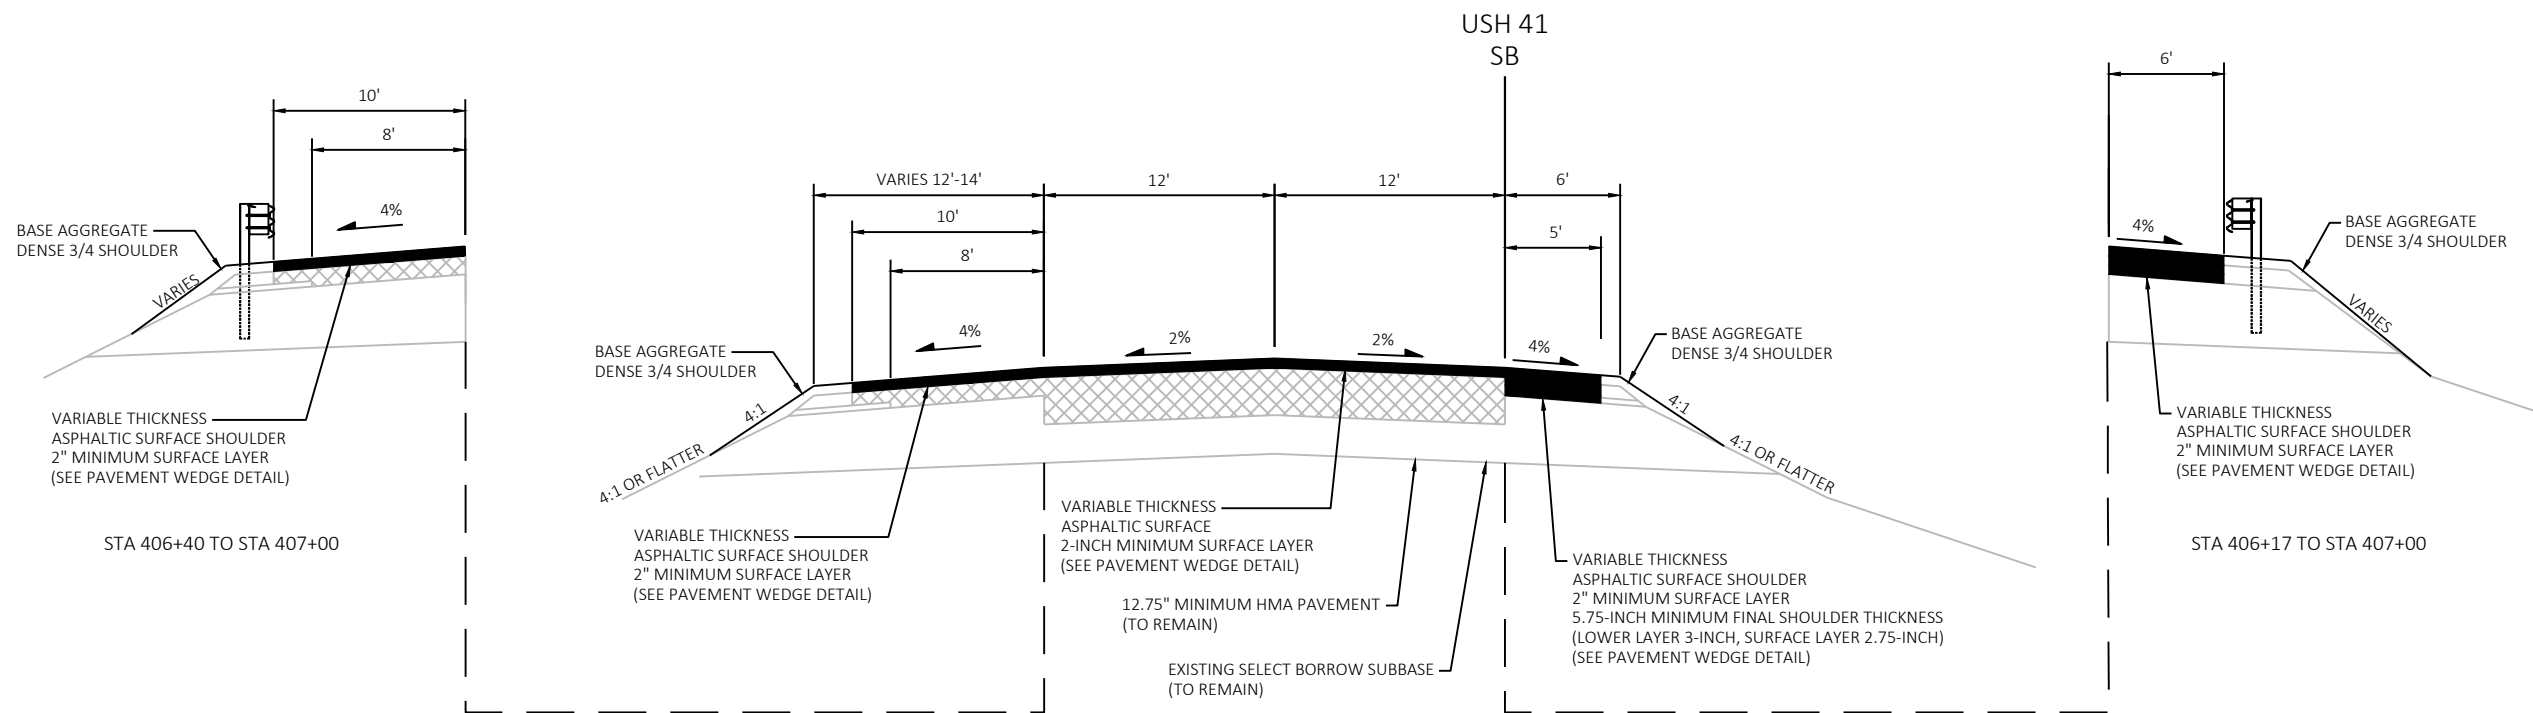 USH 41
SB
10'
8'
4%
BASE AGGREGATE
DENSE 3/4 SHOULDER
VARIES
VARIABLE THICKNESS
ASPHALTIC SURFACE SHOULDER
2" MINIMUM SURFACE LAYER
(SEE PAVEMENT WEDGE DETAIL)
STA 406+40 TO STA 407+00
VARIES 12'-14'
12'
12'
6'
10'
5'
8'
4%
2%
2%
4%
BASE AGGREGATE
DENSE 3/4 SHOULDER
BASE AGGREGATE
DENSE 3/4 SHOULDER
4:1
4:1
4:1 OR FLATTER
4:1 OR FLATTER
VARIABLE THICKNESS
ASPHALTIC SURFACE SHOULDER
2" MINIMUM SURFACE LAYER
(SEE PAVEMENT WEDGE DETAIL)
VARIABLE THICKNESS
ASPHALTIC SURFACE
2-INCH MINIMUM SURFACE LAYER
(SEE PAVEMENT WEDGE DETAIL)
12.75" MINIMUM HMA PAVEMENT
(TO REMAIN)
EXISTING SELECT BORROW SUBBASE
(TO REMAIN)
VARIABLE THICKNESS
ASPHALTIC SURFACE SHOULDER
2" MINIMUM SURFACE LAYER
5.75-INCH MINIMUM FINAL SHOULDER THICKNESS
(LOWER LAYER 3-INCH, SURFACE LAYER 2.75-INCH)
(SEE PAVEMENT WEDGE DETAIL)
6'
4%
BASE AGGREGATE
DENSE 3/4 SHOULDER
VARIES
VARIABLE THICKNESS
ASPHALTIC SURFACE SHOULDER
2" MINIMUM SURFACE LAYER
(SEE PAVEMENT WEDGE DETAIL)
STA 406+17 TO STA 407+00